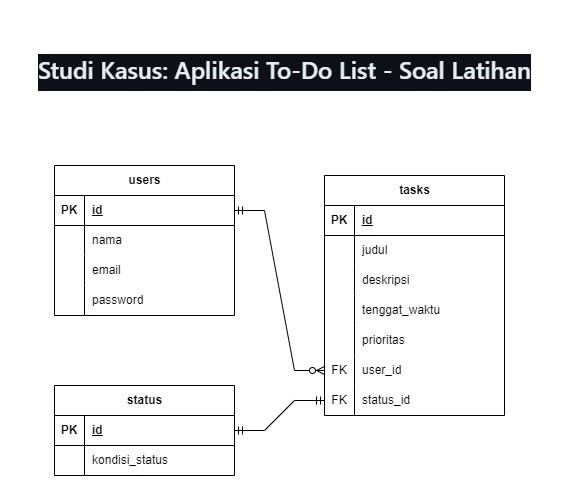 Studi Kasus: Aplikasi To-Do List - Soal Latihan
users
PK id
nama
email
password
tasks
PK id
judul
deskripsi
tenggat_waktu
prioritas
FK user_id
FK status_id
status
PK id
kondisi_status